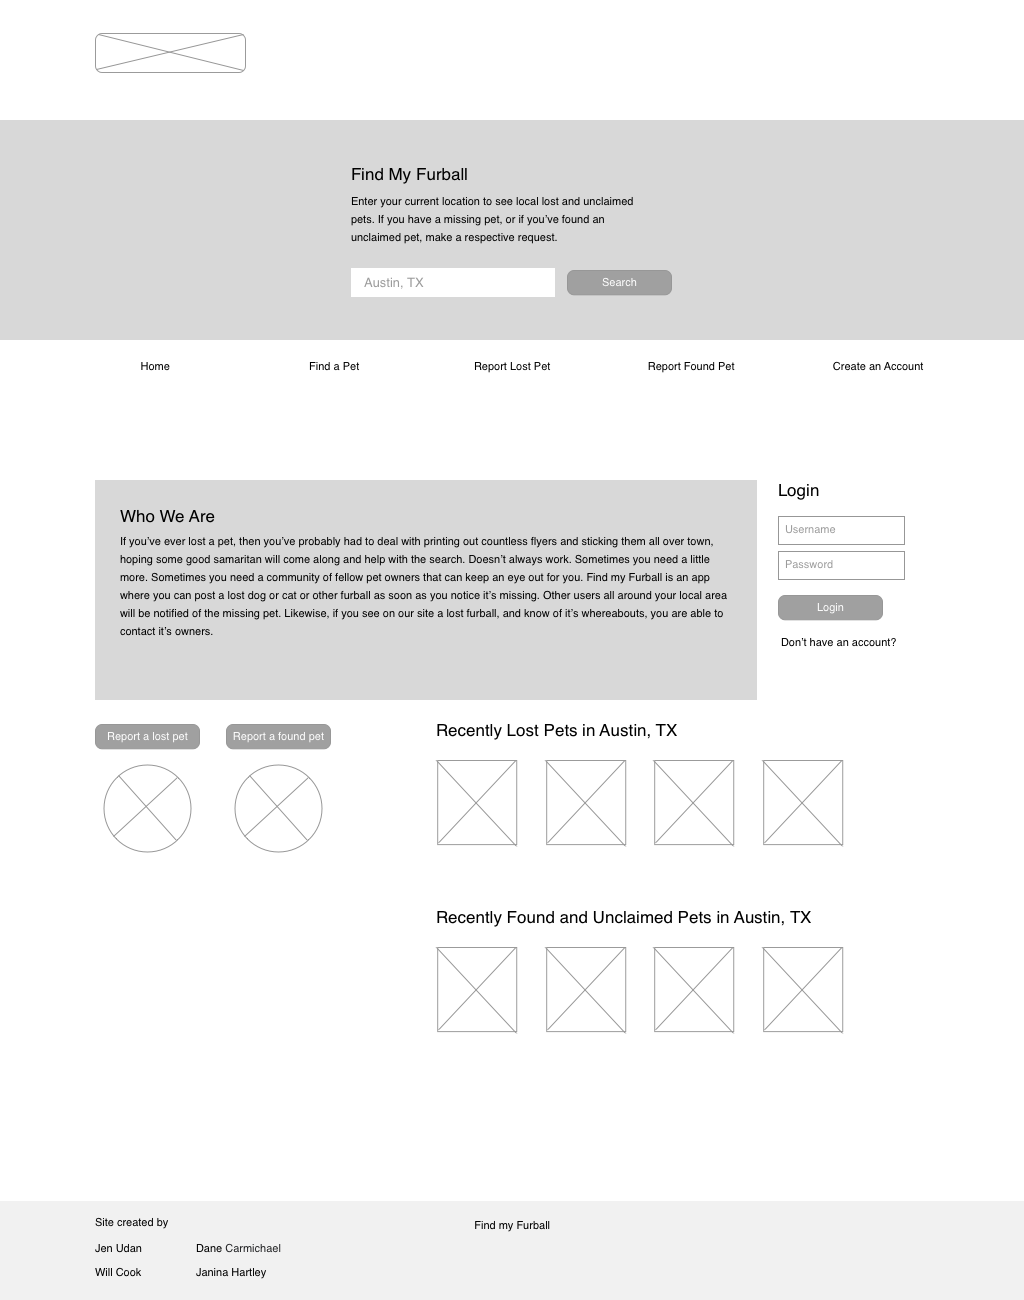 Find My Furball
Enter your current location to see local lost and unclaimed
pets. If you have a missing pet, or if you’ve found an
unclaimed pet, make a respective request.
Austin, TX
Search
Home
Find a Pet
Report Lost Pet
Report Found Pet
Create an Account
Who We Are
If you’ve ever lost a pet, then you’ve probably had to deal with printing out countless flyers and sticking them all over town,
hoping some good samaritan will come along and help with the search. Doesn’t always work. Sometimes you need a little
more. Sometimes you need a community of fellow pet owners that can keep an eye out for you. Find my Furball is an app
where you can post a lost dog or cat or other furball as soon as you notice it’s missing. Other users all around your local area
will be notified of the missing pet. Likewise, if you see on our site a lost furball, and know of it’s whereabouts, you are able to
contact it’s owners.
Login
Username
Password
Login
Don’t have an account?
Report a lost pet
Report a found pet
Recently Lost Pets in Austin, TX
Recently Found and Unclaimed Pets in Austin, TX
Site created by
Jen Udan
Dane Carmichael
Will Cook
Janina Hartley
Find my Furball